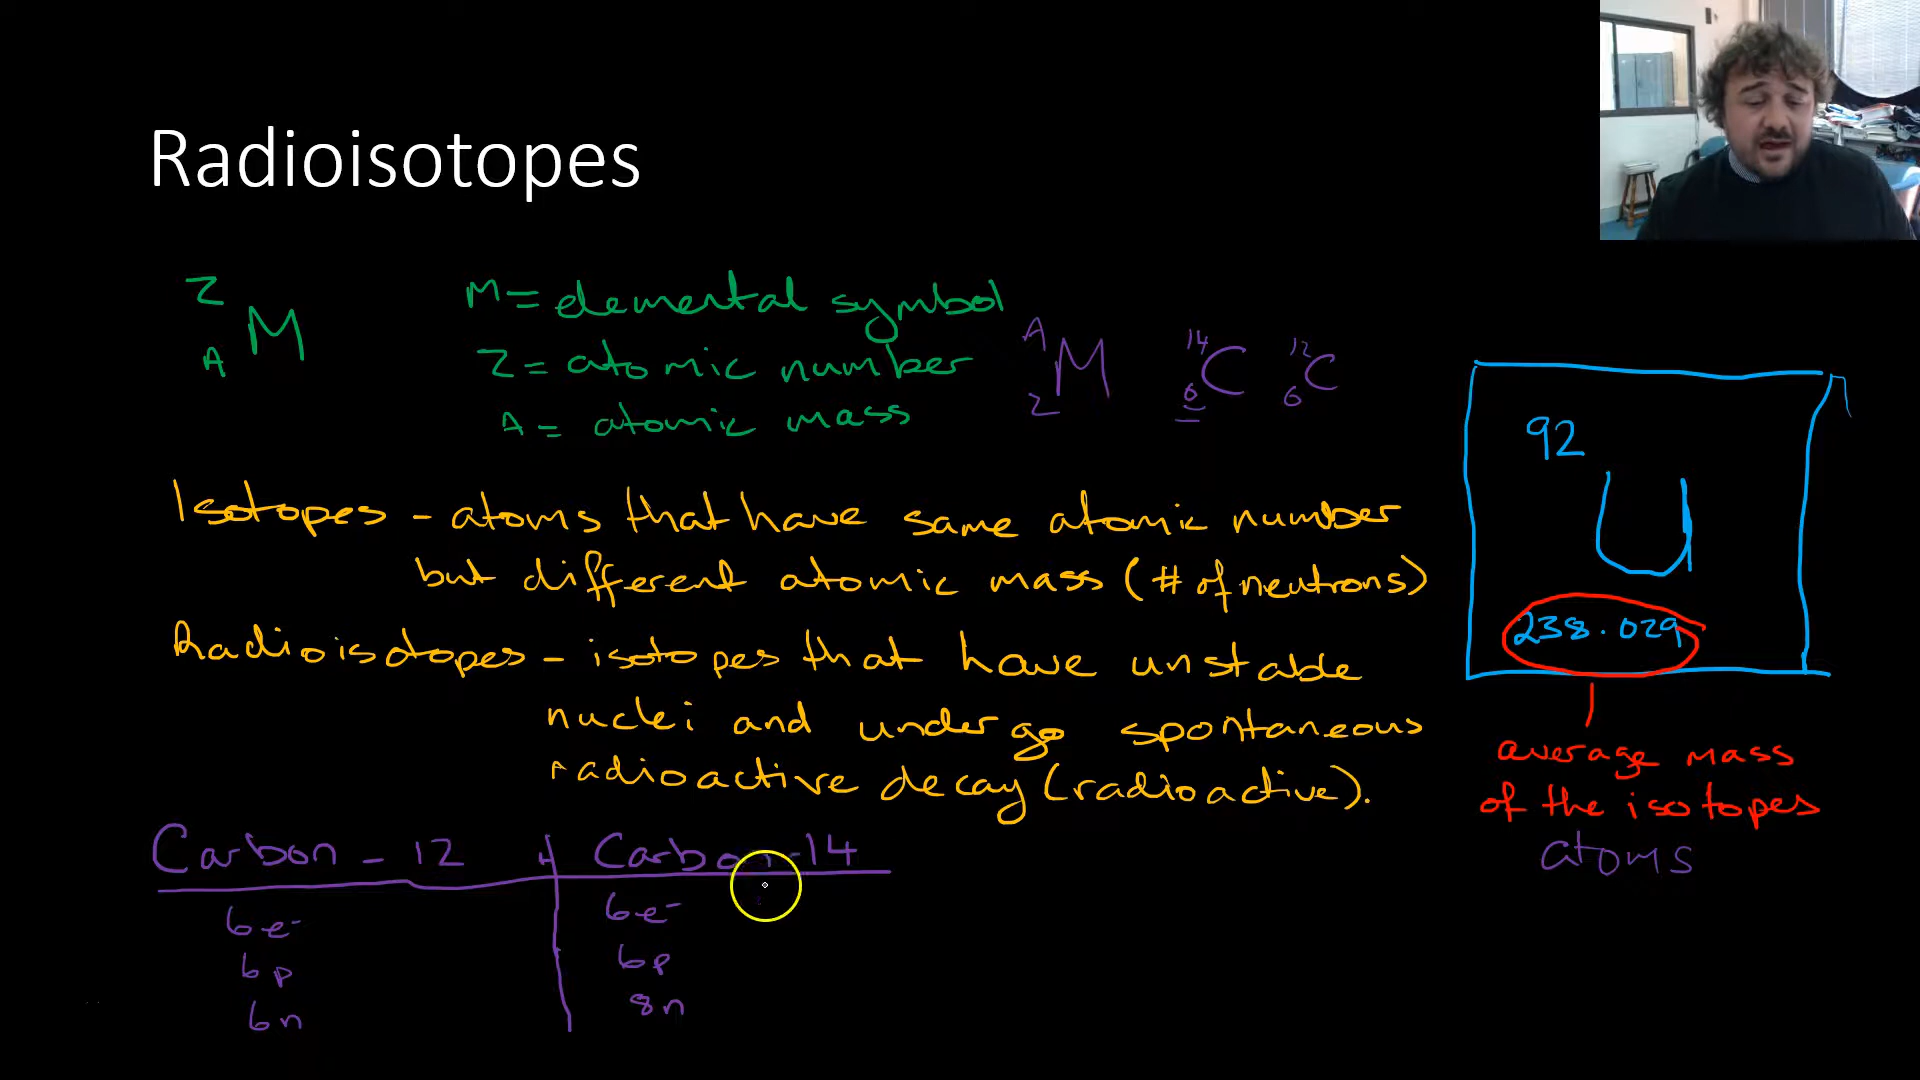 Radioisotopes
Z
A M
M = elemental symbol
Z = atomic number
A = atomic mass
A
Z M
14
6 C
12
6 C
Isotopes - atoms that have same atomic number
but different atomic mass (# of neutrons)
Radioisotopes - isotopes that have unstable
nuclei and undergo spontaneous
radioactive decay (radioactive).
92
U
238.029
average mass
of the isotopes
atoms
Carbon - 12
Carbon - 14
6e-
6p
6n
6e-
6p
8n